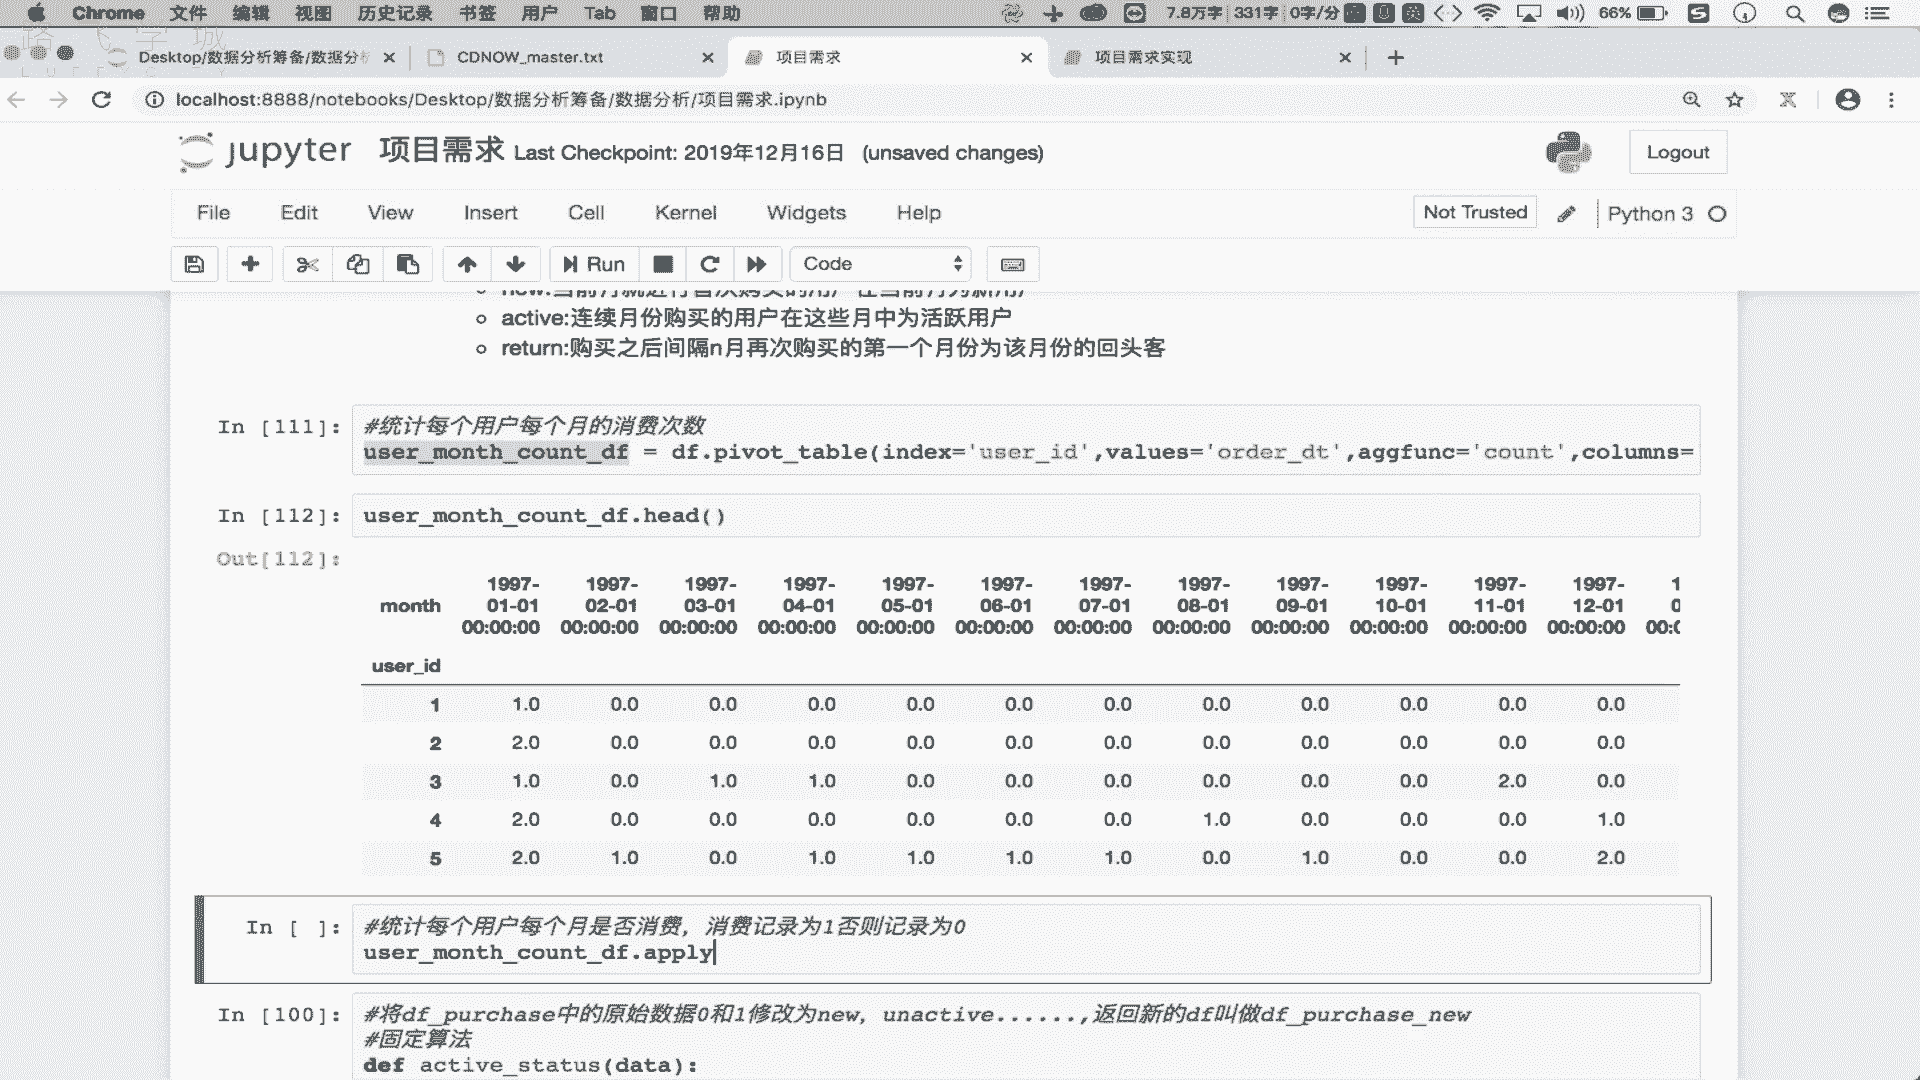 Chrome 文件 编辑 视图 历史记录 书签 用户 Tab 窗口 帮助 7.8万字 331字 0字/分 66%
Desktop/数据分析筹备/数据分 CDNOW_master.txt 项目需求 项目需求实现
localhost:8888/notebooks/Desktop/数据分析筹备/数据分析/项目需求.ipynb
jupyter 项目需求 Last Checkpoint: 2019年12月16日 (unsaved changes) Logout
File Edit View Insert Cell Kernel Widgets Help Not Trusted Python 3
Run Code
new:当前月就进行首次购买的用户在当前月为新用户
active:连续月份购买的用户在这些月中为活跃用户
return:购买之后间隔n月再次购买的第一个月份为该月份的回头客
In [111]: #统计每个用户每个月的消费次数
user_month_count_df = df.pivot_table(index='user_id',values='order_dt',aggfunc='count',columns=
In [112]: user_month_count_df.head()
Out[112]:
1997- 1997- 1997- 1997- 1997- 1997- 1997- 1997- 1997- 1997- 1997- 1997- 1
month 01-01 02-01 03-01 04-01 05-01 06-01 07-01 08-01 09-01 10-01 11-01 12-01 0
00:00:00 00:00:00 00:00:00 00:00:00 00:00:00 00:00:00 00:00:00 00:00:00 00:00:00 00:00:00 00:00:00 00:00:00 00:0
user_id
1 1.0 0.0 0.0 0.0 0.0 0.0 0.0 0.0 0.0 0.0 0.0 0.0
2 2.0 0.0 0.0 0.0 0.0 0.0 0.0 0.0 0.0 0.0 0.0 0.0
3 1.0 0.0 1.0 1.0 0.0 0.0 0.0 0.0 0.0 0.0 2.0 0.0
4 2.0 0.0 0.0 0.0 0.0 0.0 0.0 1.0 0.0 0.0 0.0 1.0
5 2.0 1.0 0.0 1.0 1.0 1.0 1.0 0.0 1.0 0.0 0.0 2.0
In [ ]: #统计每个用户每个月是否消费，消费记录为1否则记录为0
user_month_count_df.apply
In [100]: #将df_purchase中的原始数据0和1修改为new，unactive......,返回新的df叫做df_purchase_new
#固定算法
def active_status(data):